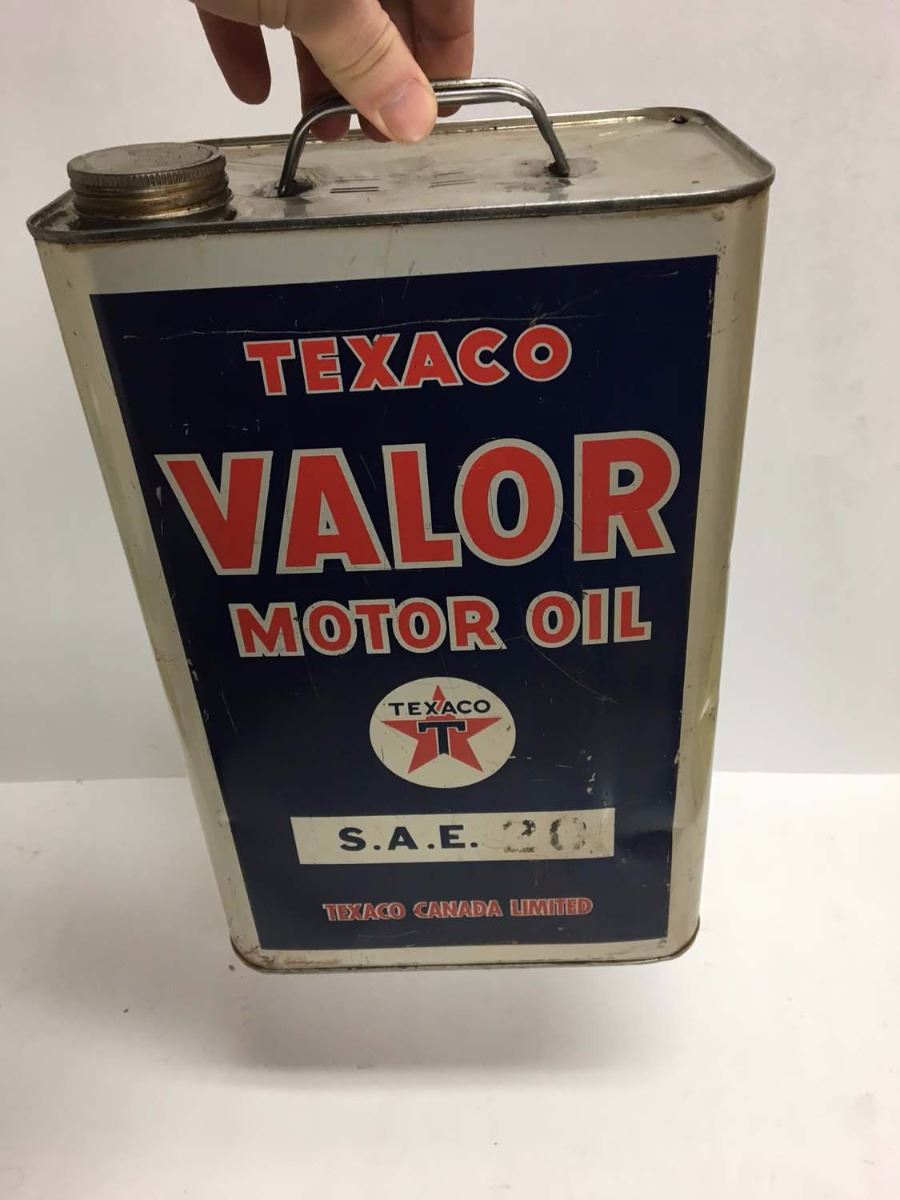 TEXACO
VALOR
MOTOR OIL
TEXACO
T
S.A.E. 20
TEXACO CANADA LIMITED